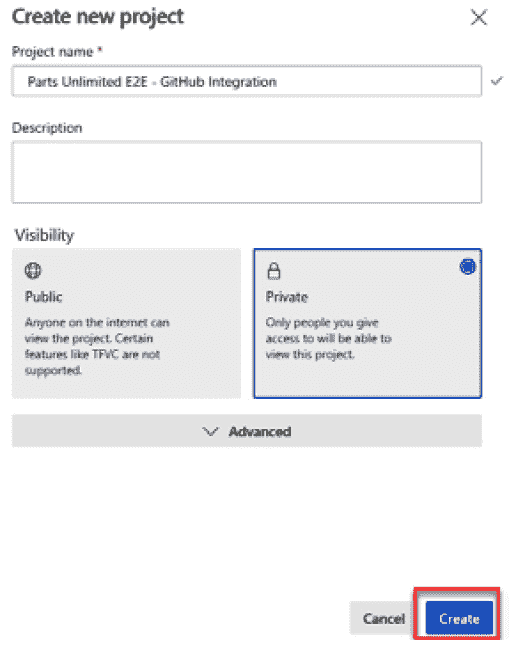 Create new project
Project name *
Parts Unlimited E2E - GitHub Integration
Description
Visibility
Public
Anyone on the internet can
view the project. Certain
features like TFVC are not
supported.
Private
Only people you give
access to will be able to
view this project.
Advanced
Cancel
Create